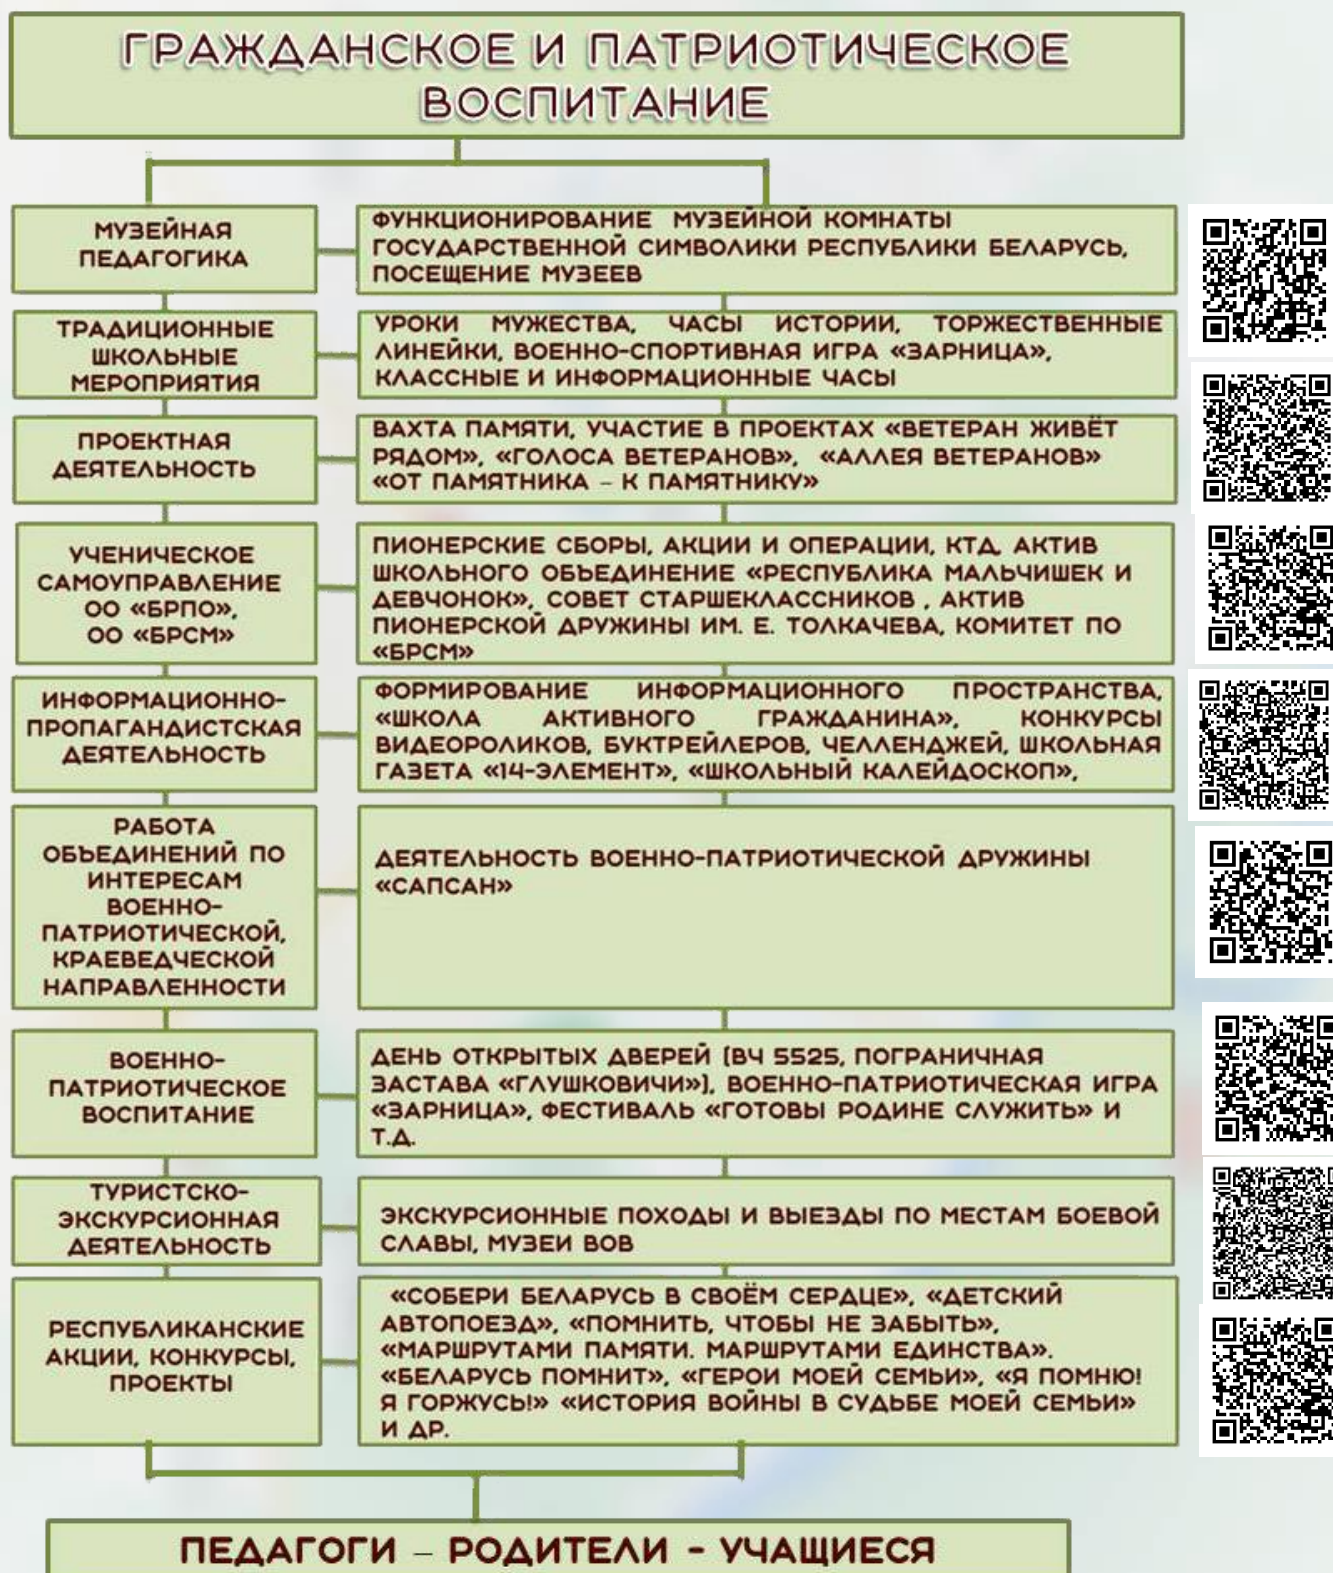 ГРАЖДАНСКОЕ И ПАТРИОТИЧЕСКОЕ
ВОСПИТАНИЕ
МУЗЕЙНАЯ
ПЕДАГОГИКА
ФУНКЦИОНИРОВАНИЕ МУЗЕЙНОЙ КОМНАТЫ
ГОСУДАРСТВЕННОЙ СИМВОЛИКИ РЕСПУБЛИКИ БЕЛАРУСЬ,
ПОСЕЩЕНИЕ МУЗЕЕВ
ТРАДИЦИОННЫЕ
ШКОЛЬНЫЕ
МЕРОПРИЯТИЯ
УРОКИ МУЖЕСТВА, ЧАСЫ ИСТОРИИ, ТОРЖЕСТВЕННЫЕ
ЛИНЕЙКИ, ВОЕННО-СПОРТИВНАЯ ИГРА «ЗАРНИЦА»,
КЛАССНЫЕ И ИНФОРМАЦИОННЫЕ ЧАСЫ
ПРОЕКТНАЯ
ДЕЯТЕЛЬНОСТЬ
ВАХТА ПАМЯТИ, УЧАСТИЕ В ПРОЕКТАХ «ВЕТЕРАН ЖИВЁТ
РЯДОМ», «ГОЛОСА ВЕТЕРАНОВ», «АЛЛЕЯ ВЕТЕРАНОВ»
«ОТ ПАМЯТНИКА – К ПАМЯТНИКУ»
УЧЕНИЧЕСКОЕ
САМОУПРАВЛЕНИЕ
ОО «БРПО»,
ОО «БРСМ»
ПИОНЕРСКИЕ СБОРЫ, АКЦИИ И ОПЕРАЦИИ, КТД, АКТИВ
ШКОЛЬНОГО ОБЪЕДИНЕНИЕ «РЕСПУБЛИКА МАЛЬЧИШЕК И
ДЕВЧОНОК», СОВЕТ СТАРШЕКЛАССНИКОВ , АКТИВ
ПИОНЕРСКОЙ ДРУЖИНЫ ИМ. Е. ТОЛКАЧЕВА, КОМИТЕТ ПО
«БРСМ»
ИНФОРМАЦИОННО-
ПРОПАГАНДИСТСКАЯ
ДЕЯТЕЛЬНОСТЬ
ФОРМИРОВАНИЕ ИНФОРМАЦИОННОГО ПРОСТРАНСТВА,
«ШКОЛА АКТИВНОГО ГРАЖДАНИНА», КОНКУРСЫ
ВИДЕОРОЛИКОВ, БУКТРЕЙЛЕРОВ, ЧЕЛЛЕНДЖЕЙ, ШКОЛЬНАЯ
ГАЗЕТА «14-ЭЛЕМЕНТ», «ШКОЛЬНЫЙ КАЛЕЙДОСКОП»,
РАБОТА
ОБЪЕДИНЕНИЙ ПО
ИНТЕРЕСАМ
ВОЕННО-
ПАТРИОТИЧЕСКОЙ,
КРАЕВЕДЧЕСКОЙ
НАПРАВЛЕННОСТИ
ДЕЯТЕЛЬНОСТЬ ВОЕННО-ПАТРИОТИЧЕСКОЙ ДРУЖИНЫ
«САПСАН»
ВОЕННО-
ПАТРИОТИЧЕСКОЕ
ВОСПИТАНИЕ
ДЕНЬ ОТКРЫТЫХ ДВЕРЕЙ (ВЧ 5525, ПОГРАНИЧНАЯ
ЗАСТАВА «ГЛУШКОВИЧИ»), ВОЕННО-ПАТРИОТИЧЕСКАЯ ИГРА
«ЗАРНИЦА», ФЕСТИВАЛЬ «ГОТОВЫ РОДИНЕ СЛУЖИТЬ» И
Т.Д.
ТУРИСТСКО-
ЭКСКУРСИОННАЯ
ДЕЯТЕЛЬНОСТЬ
ЭКСКУРСИОННЫЕ ПОХОДЫ И ВЫЕЗДЫ ПО МЕСТАМ БОЕВОЙ
СЛАВЫ, МУЗЕИ ВОВ
РЕСПУБЛИКАНСКИЕ
АКЦИИ, КОНКУРСЫ,
ПРОЕКТЫ
«СОБЕРИ БЕЛАРУСЬ В СВОЁМ СЕРДЦЕ», «ДЕТСКИЙ
АВТОПОЕЗД», «ПОМНИТЬ, ЧТОБЫ НЕ ЗАБЫТЬ»,
«МАРШРУТАМИ ПАМЯТИ. МАРШРУТАМИ ЕДИНСТВА».
«БЕЛАРУСЬ ПОМНИТ», «ГЕРОИ МОЕЙ СЕМЬИ», «Я ПОМНЮ!
Я ГОРЖУСЬ!» «ИСТОРИЯ ВОЙНЫ В СУДЬБЕ МОЕЙ СЕМЬИ»
И ДР.
ПЕДАГОГИ – РОДИТЕЛИ - УЧАЩИЕСЯ